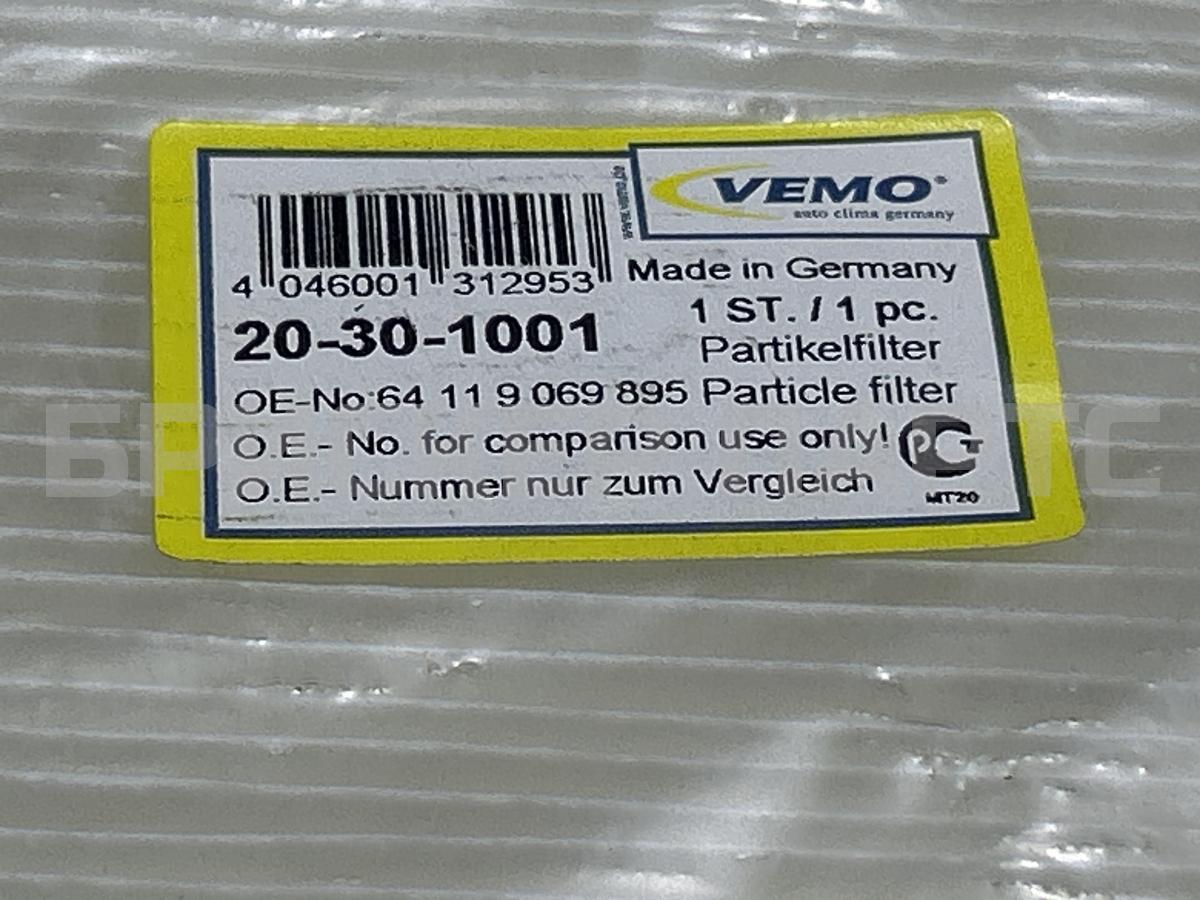 VEMO®
auto clima germany
4 046001 312953
Made in Germany
20-30-1001
1 ST. / 1 pc.
Partikelfilter
OE-No:64 11 9 069 895 Particle filter
O.E.- No. for comparison use only!
O.E.- Nummer nur zum Vergleich
РСТ
MT20